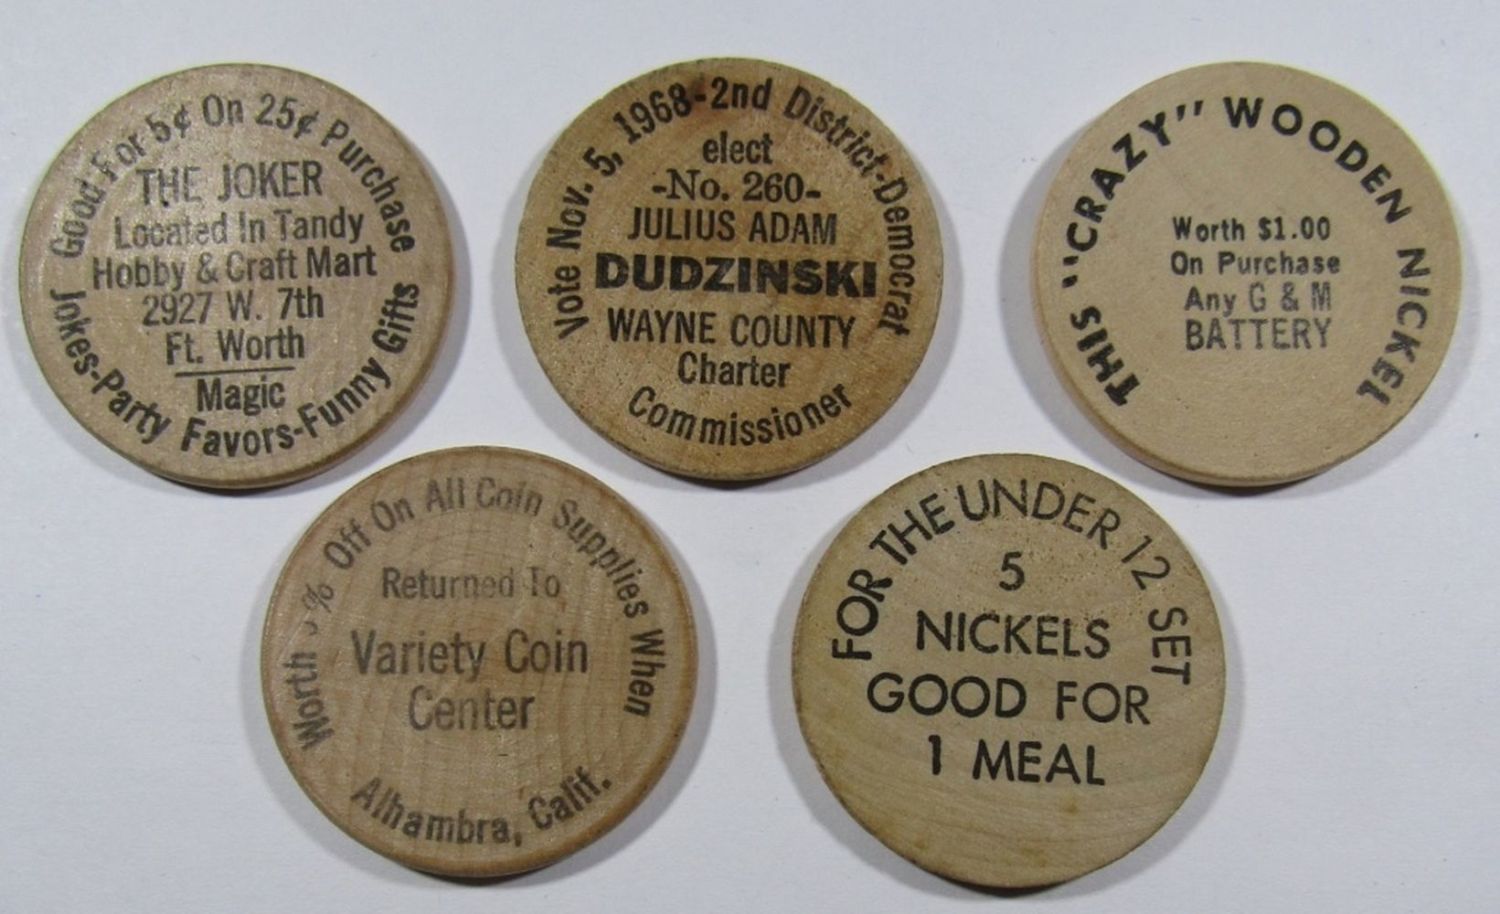 Good For 5¢ On 25¢ Purchase
THE JOKER
Located In Tandy
Hobby & Craft Mart
2927 W. 7th
Ft. Worth
Magic
Jokes-Party Favors-Funny Gifts
Vote Nov. 5, 1968-2nd District-Democrat
elect
-No. 260-
JULIUS ADAM
DUDZINSKI
WAYNE COUNTY
Charter
Commissioner
THIS "CRAZY" WOODEN NICKEL
Worth $1.00
On Purchase
Any G & M
BATTERY
Worth % Off On All Coin Supplies When
Returned To
Variety Coin
Center
Alhambra, Calif.
FOR THE UNDER 12 SET
5
NICKELS
GOOD FOR
1 MEAL